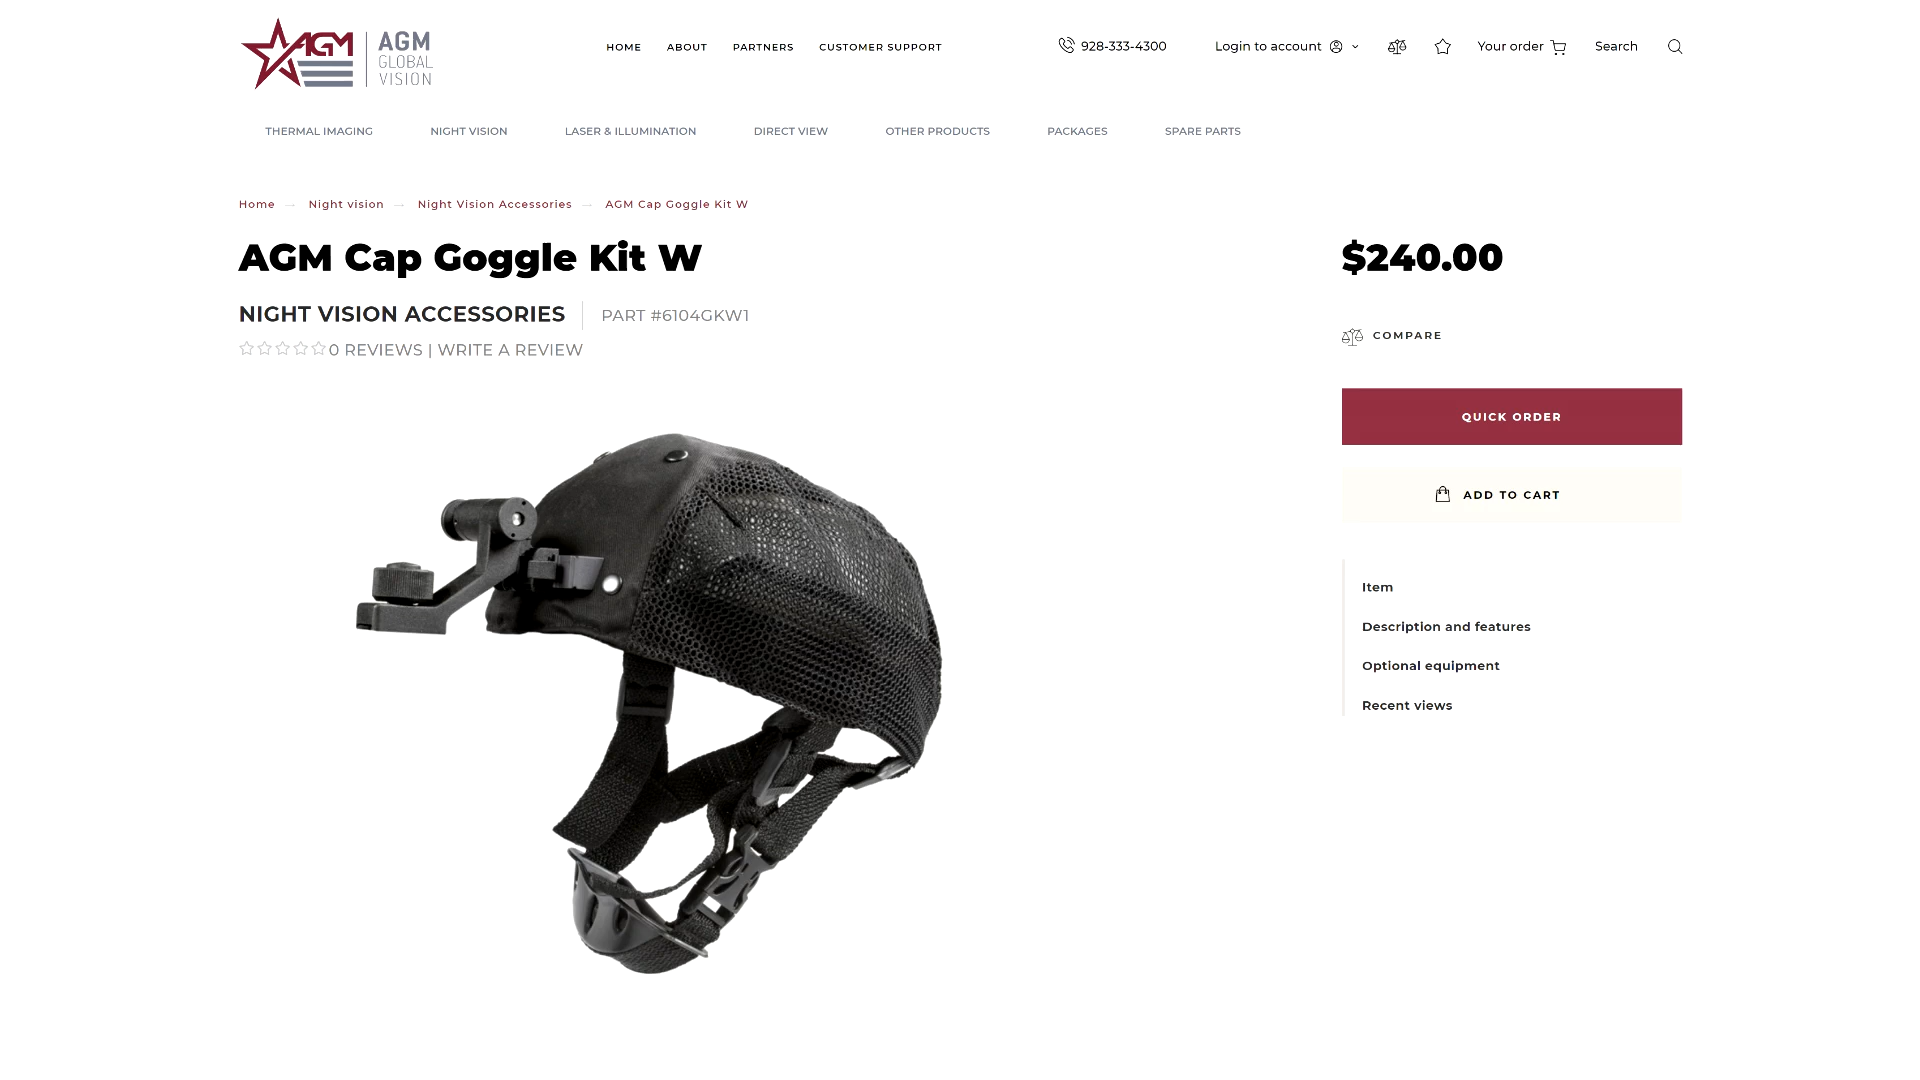 AGM
AGM
GLOBAL
VISION
HOME
ABOUT
PARTNERS
CUSTOMER SUPPORT
928-333-4300
Login to account
Your order
Search
THERMAL IMAGING
NIGHT VISION
LASER & ILLUMINATION
DIRECT VIEW
OTHER PRODUCTS
PACKAGES
SPARE PARTS
Home → Night vision → Night Vision Accessories → AGM Cap Goggle Kit W
AGM Cap Goggle Kit W
NIGHT VISION ACCESSORIES
PART #6104GKW1
0 REVIEWS | WRITE A REVIEW
$240.00
COMPARE
QUICK ORDER
ADD TO CART
Item
Description and features
Optional equipment
Recent views